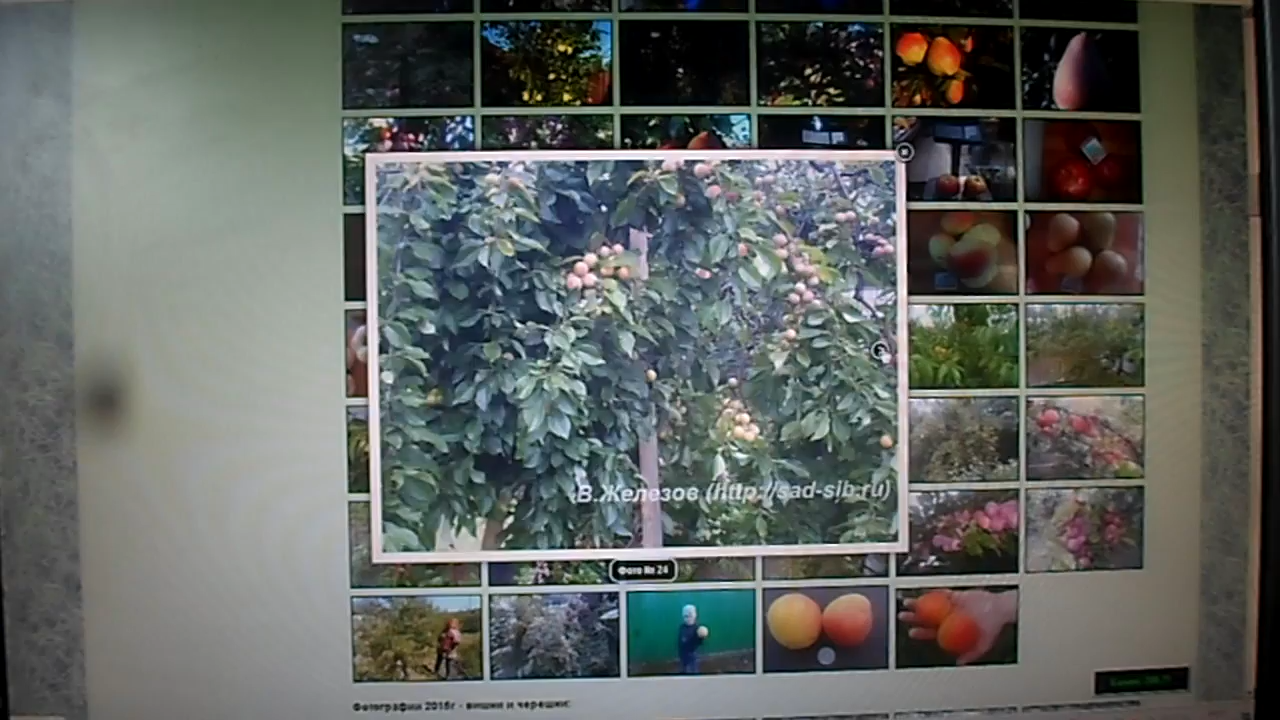 В.Железов (http://sad-sib.ru)
Фото № 24
Фотографии 2016г - вишни и черешни: